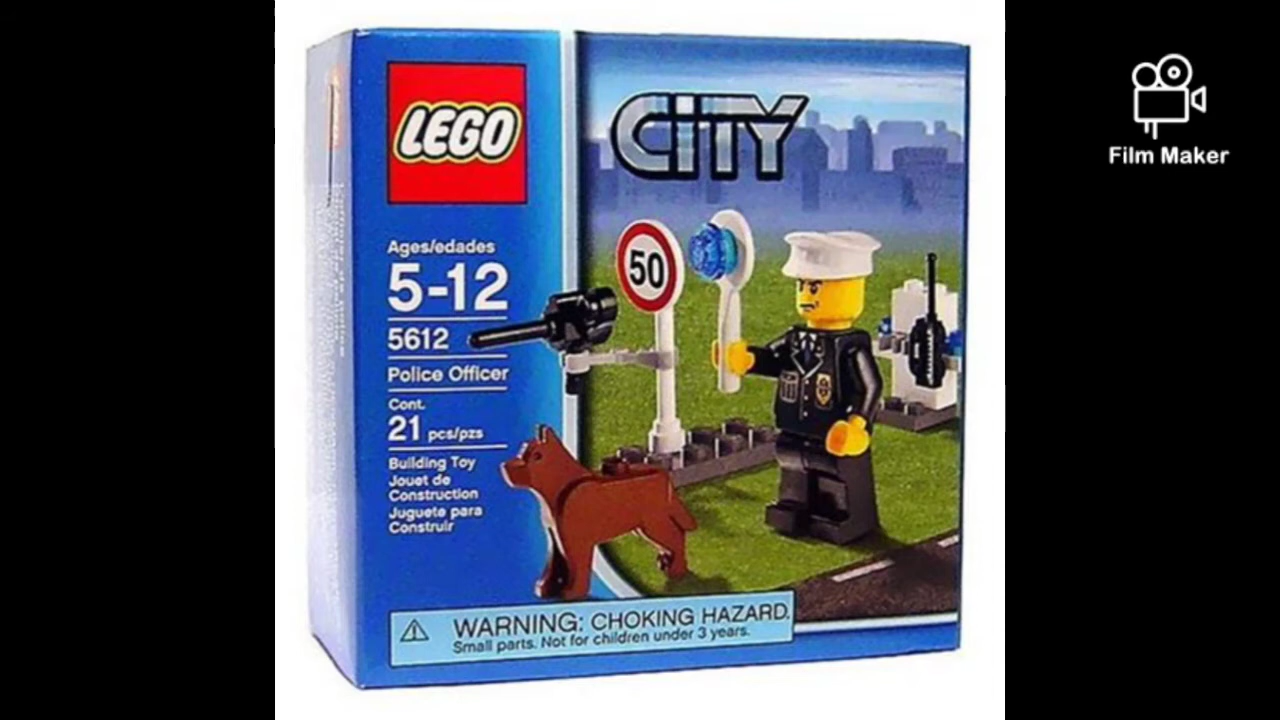 LEGO
CITY
Film Maker
Ages/edades
5-12
5612
Police Officer
Cont.
21 pcs/pzs
Building Toy
Jouet de
Construction
Juguete para
Construir
50
WARNING: CHOKING HAZARD.
Small parts. Not for children under 3 years.